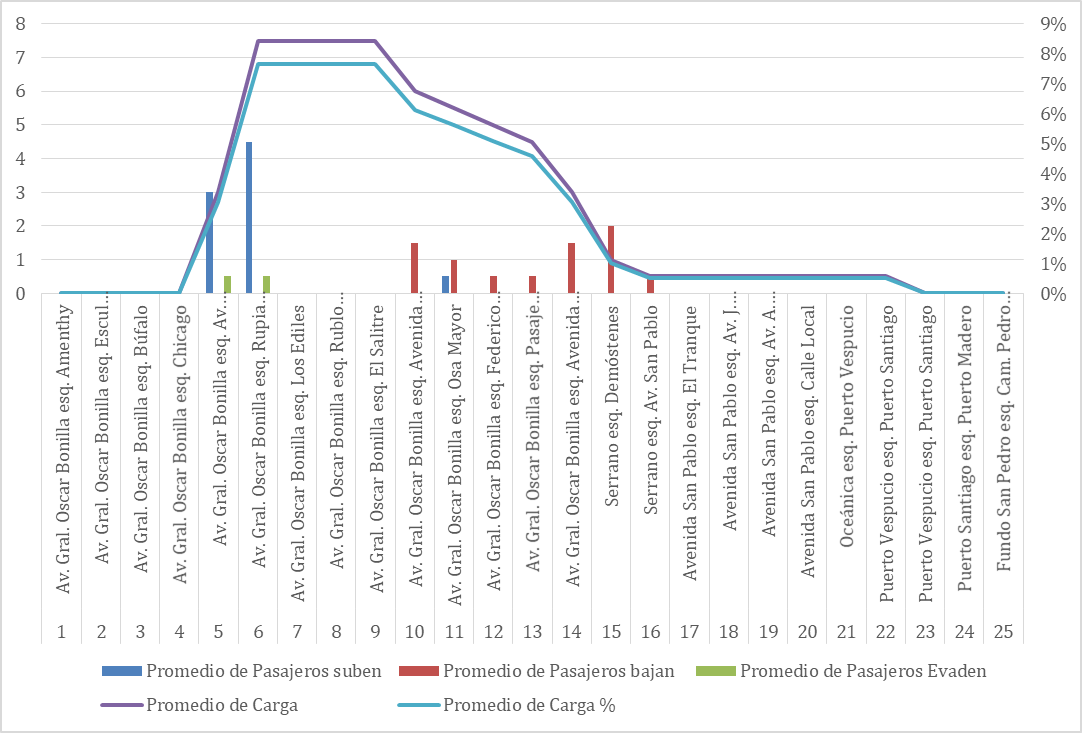 8
7
6
5
4
3
2
1
0
9%
8%
7%
6%
5%
4%
3%
2%
1%
0%
Av. Gral. Oscar Bonilla esq. Amenthy
Av. Gral. Oscar Bonilla esq. Escul…
Av. Gral. Oscar Bonilla esq. Búfalo
Av. Gral. Oscar Bonilla esq. Chicago
Av. Gral. Oscar Bonilla esq. Av.…
Av. Gral. Oscar Bonilla esq. Rupia…
Av. Gral. Oscar Bonilla esq. Los Ediles
Av. Gral. Oscar Bonilla esq. Rublo…
Av. Gral. Oscar Bonilla esq. El Salitre
Av. Gral. Oscar Bonilla esq. Avenida…
Av. Gral. Oscar Bonilla esq. Osa Mayor
Av. Gral. Oscar Bonilla esq. Federico…
Av. Gral. Oscar Bonilla esq. Pasaje…
Av. Gral. Oscar Bonilla esq. Avenida…
Serrano esq. Demóstenes
Serrano esq. Av. San Pablo
Avenida San Pablo esq. El Tranque
Avenida San Pablo esq. Av. J.…
Avenida San Pablo esq. Av. A.…
Avenida San Pablo esq. Calle Local
Oceánica esq. Puerto Vespucio
Puerto Vespucio esq. Puerto Santiago
Puerto Vespucio esq. Puerto Santiago
Puerto Santiago esq. Puerto Madero
Fundo San Pedro esq. Cam. Pedro…
1 2 3 4 5 6 7 8 9 10 11 12 13 14 15 16 17 18 19 20 21 22 23 24 25
Promedio de Pasajeros suben Promedio de Pasajeros bajan Promedio de Pasajeros Evaden
Promedio de Carga Promedio de Carga %